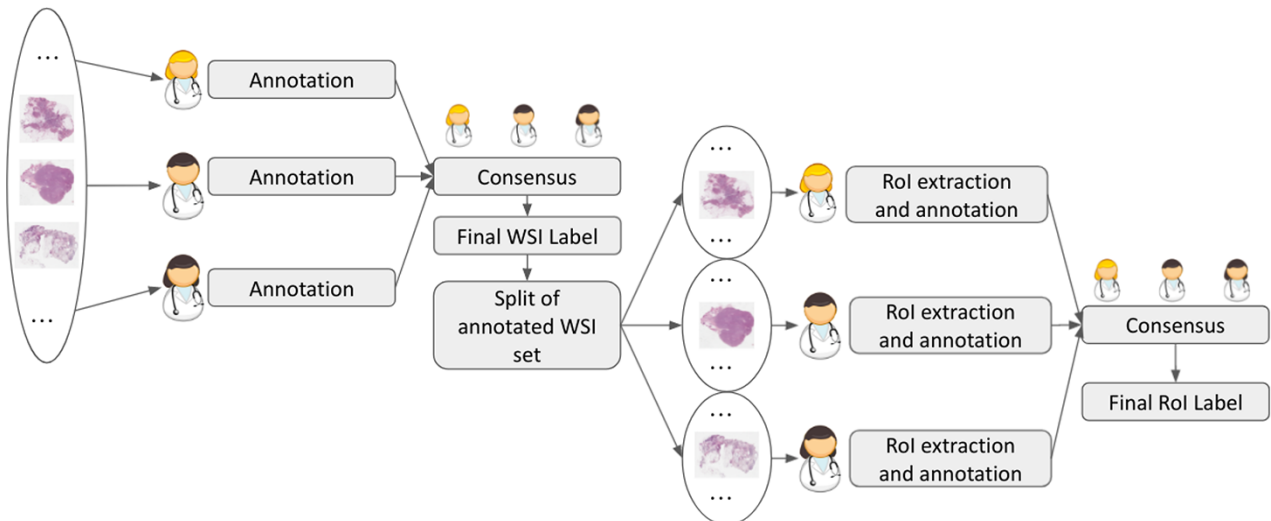 ...
Annotation
Annotation
Annotation
...
Consensus
Final WSI Label
Split of
annotated WSI
set
...
...
RoI extraction
and annotation
...
...
RoI extraction
and annotation
...
...
RoI extraction
and annotation
Consensus
Final RoI Label